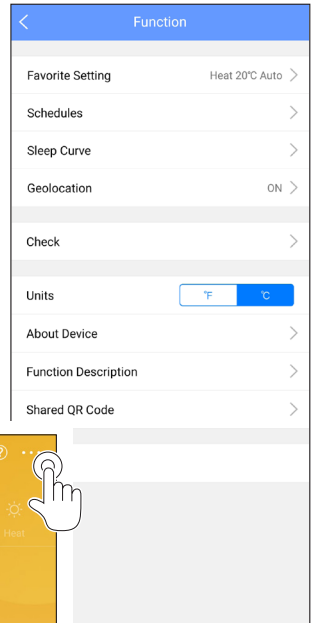 Function
Favorite Setting Heat 20℃ Auto
Schedules
Sleep Curve
Geolocation ON
Check
Units ℉ ℃
About Device
Function Description
Shared QR Code
Heat